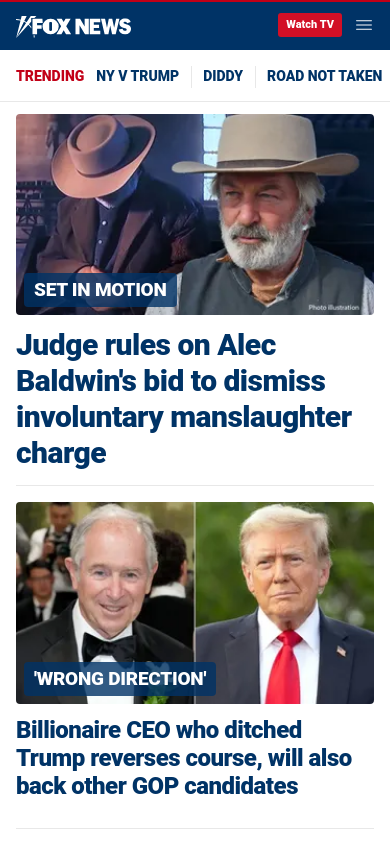 FOX NEWS
Watch TV
TRENDING NY V TRUMP DIDDY ROAD NOT TAKEN
SET IN MOTION
Photo Illustration
Judge rules on Alec
Baldwin's bid to dismiss
involuntary manslaughter
charge
'WRONG DIRECTION'
Billionaire CEO who ditched
Trump reverses course, will also
back other GOP candidates